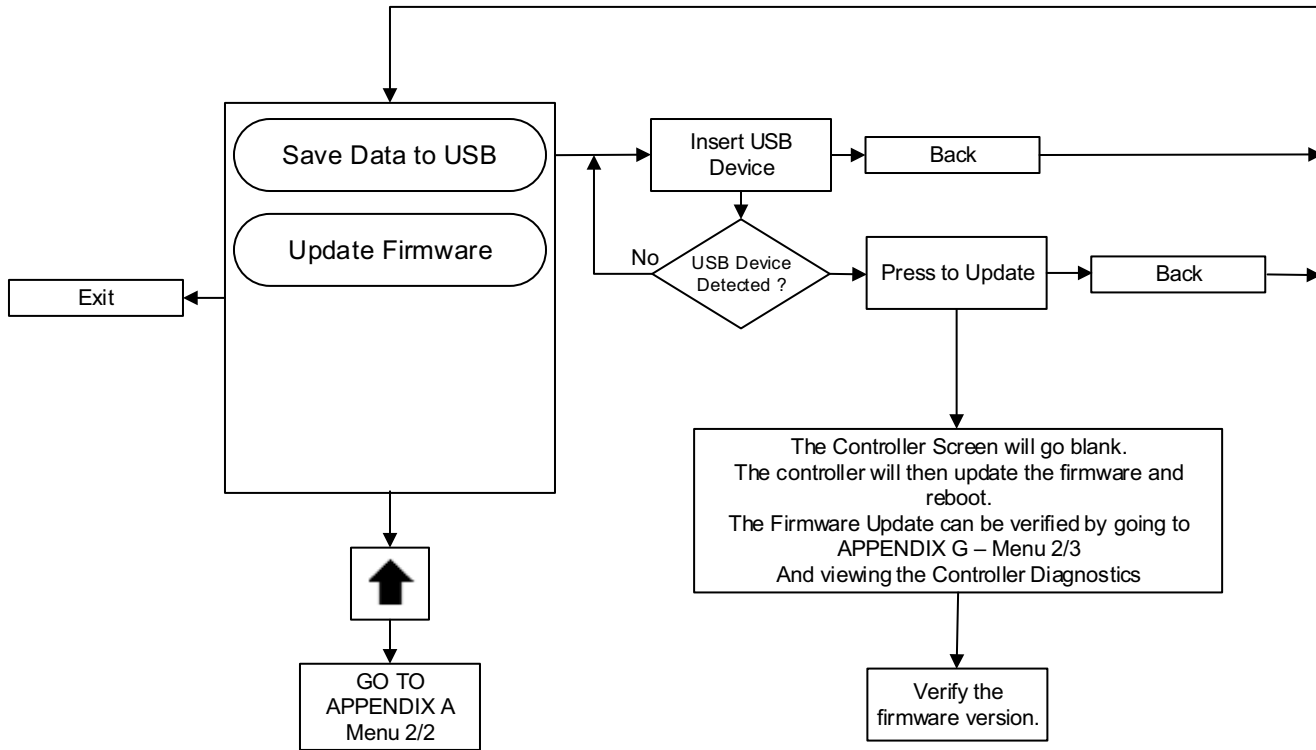 Save Data to USB
Insert USB
Device
Back
Update Firmware
No
USB Device
Detected ?
Press to Update
Back
Exit
The Controller Screen will go blank.
The controller will then update the firmware and
reboot.
The Firmware Update can be verified by going to
APPENDIX G – Menu 2/3
And viewing the Controller Diagnostics
GO TO
APPENDIX A
Menu 2/2
Verify the
firmware version.